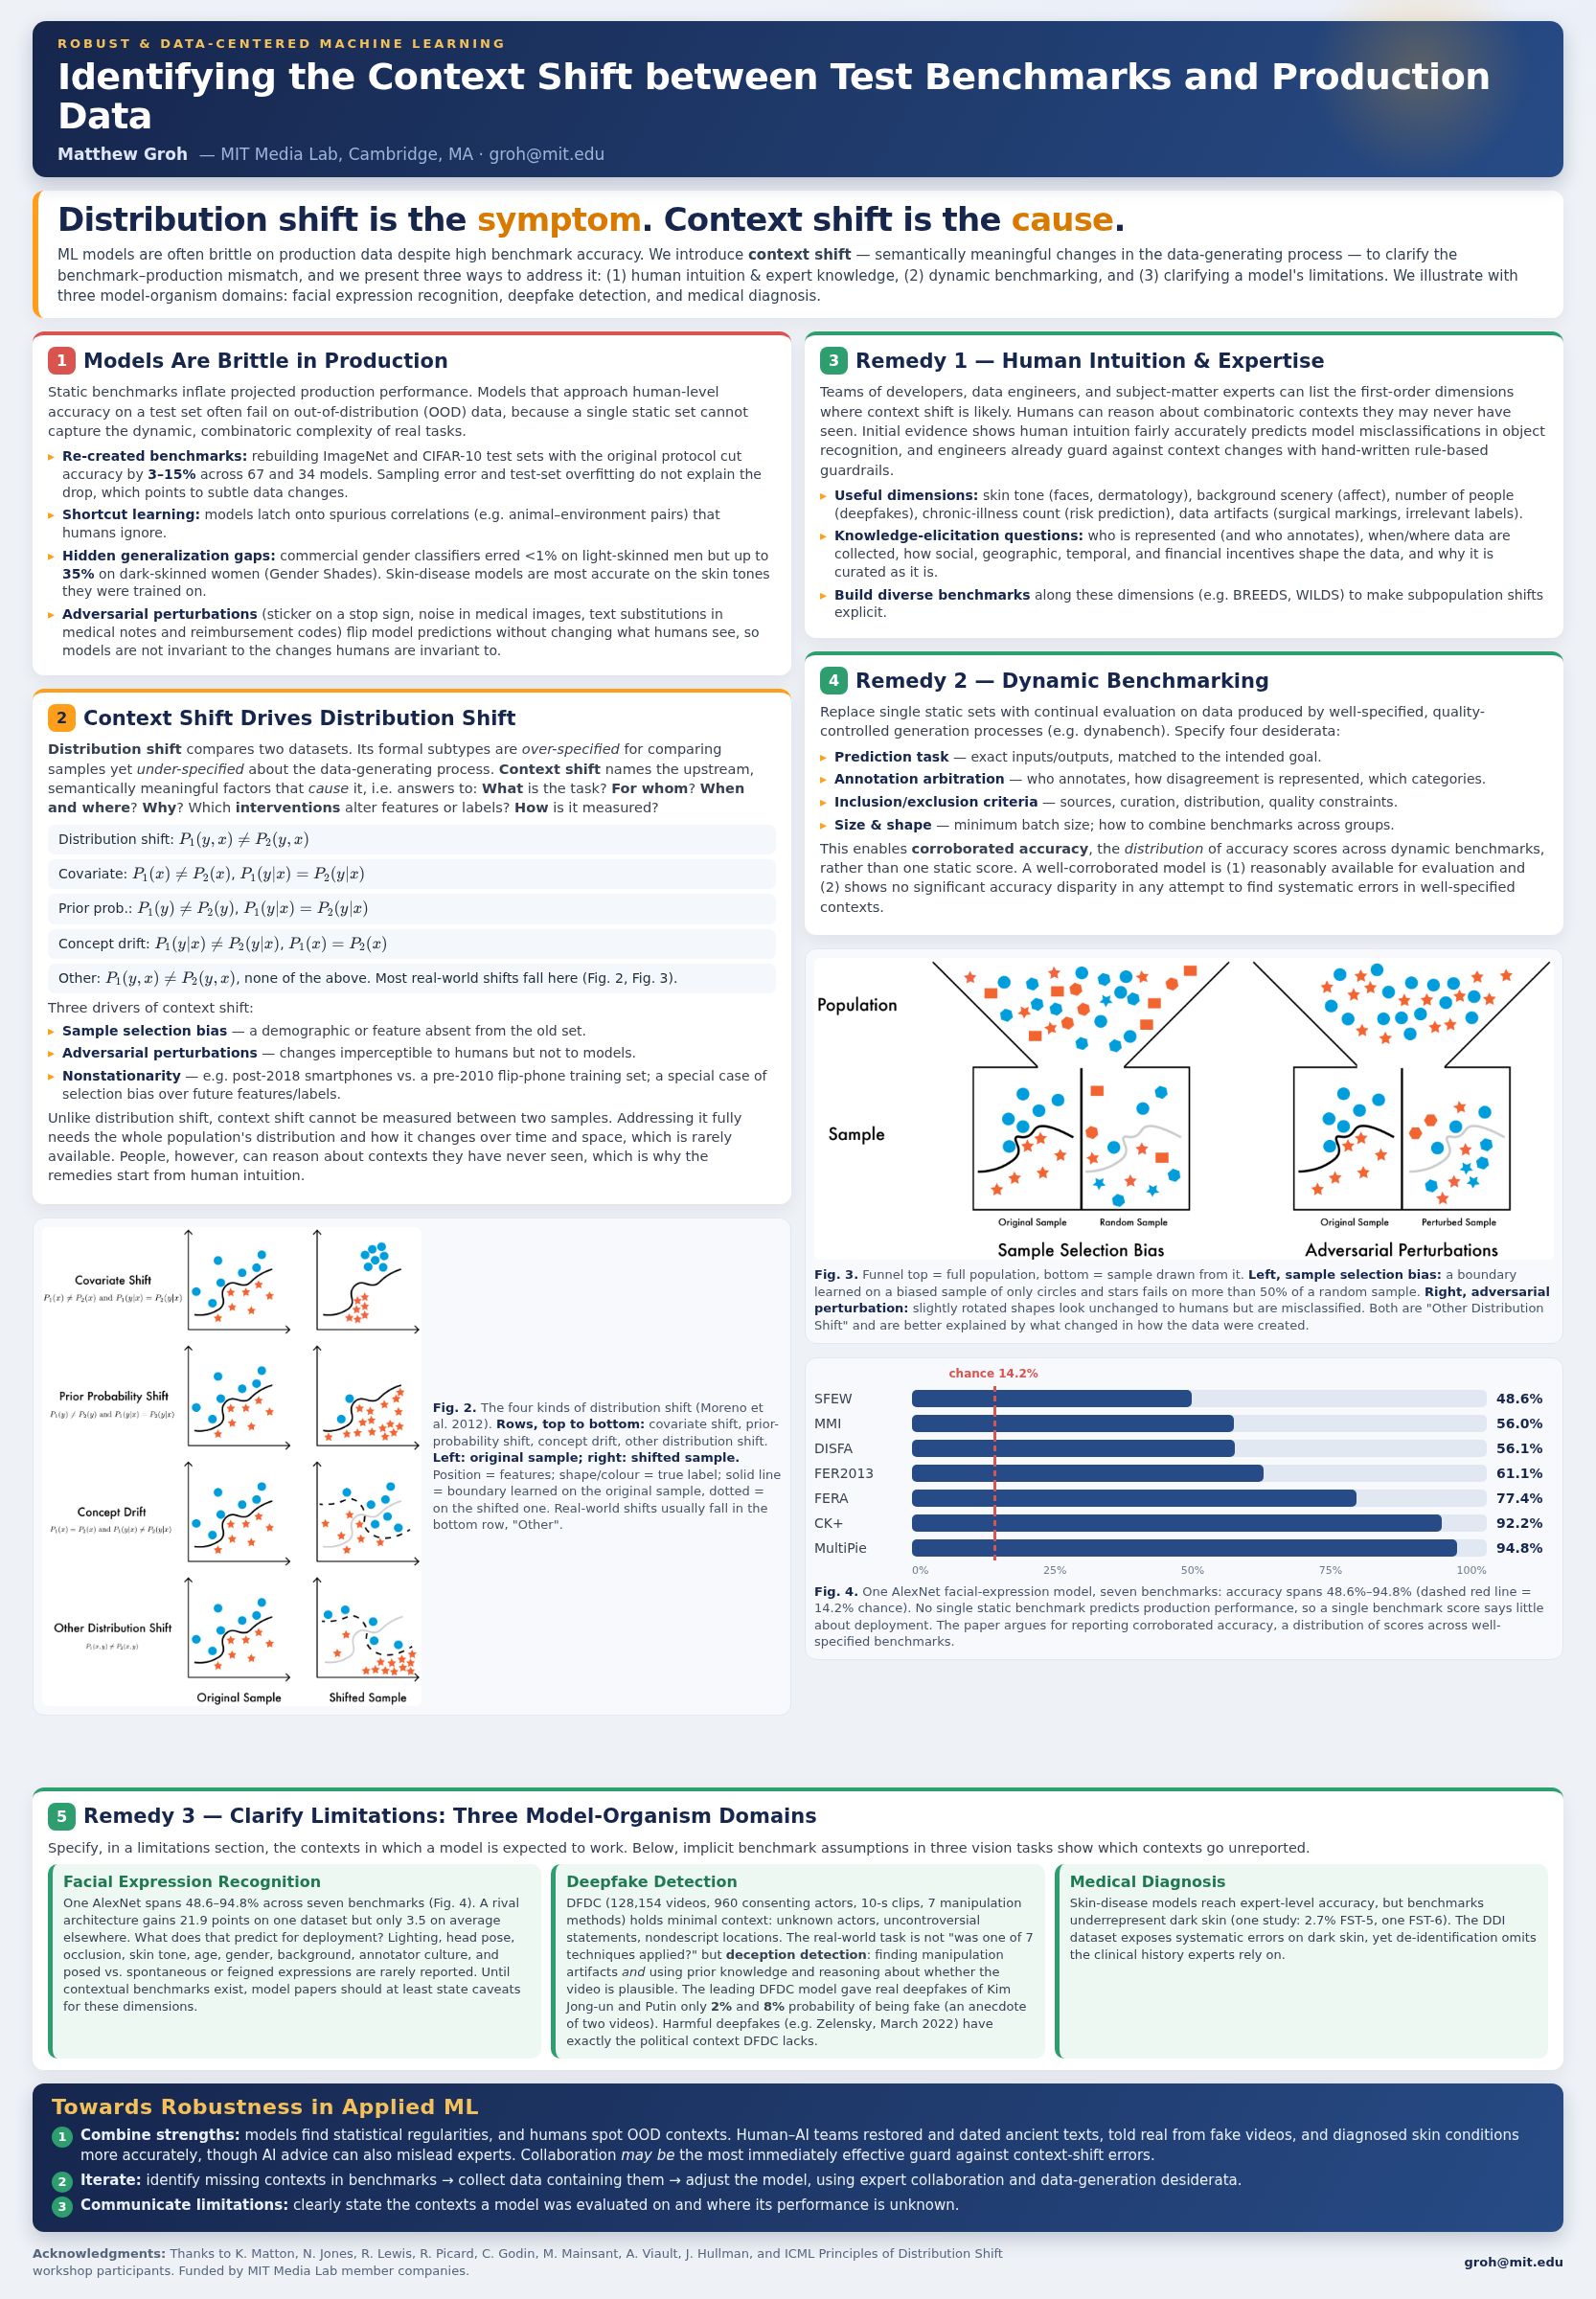 ROBUST & DATA-CENTERED MACHINE LEARNING
Identifying the Context Shift between Test Benchmarks and Production
Data
Matthew Groh — MIT Media Lab, Cambridge, MA · groh@mit.edu
Distribution shift is the symptom. Context shift is the cause.
ML models are often brittle on production data despite high benchmark accuracy. We introduce context shift — semantically meaningful changes in the data-generating process — to clarify the
benchmark–production mismatch, and we present three ways to address it: (1) human intuition & expert knowledge, (2) dynamic benchmarking, and (3) clarifying a model's limitations. We illustrate with
three model-organism domains: facial expression recognition, deepfake detection, and medical diagnosis.
1 Models Are Brittle in Production
Static benchmarks inflate projected production performance. Models that approach human-level
accuracy on a test set often fail on out-of-distribution (OOD) data, because a single static set cannot
capture the dynamic, combinatoric complexity of real tasks.
▸ Re-created benchmarks: rebuilding ImageNet and CIFAR-10 test sets with the original protocol cut
accuracy by 3–15% across 67 and 34 models. Sampling error and test-set overfitting do not explain the
drop, which points to subtle data changes.
▸ Shortcut learning: models latch onto spurious correlations (e.g. animal–environment pairs) that
humans ignore.
▸ Hidden generalization gaps: commercial gender classifiers erred <1% on light-skinned men but up to
35% on dark-skinned women (Gender Shades). Skin-disease models are most accurate on the skin tones
they were trained on.
▸ Adversarial perturbations (sticker on a stop sign, noise in medical images, text substitutions in
medical notes and reimbursement codes) flip model predictions without changing what humans see, so
models are not invariant to the changes humans are invariant to.
2 Context Shift Drives Distribution Shift
Distribution shift compares two datasets. Its formal subtypes are over-specified for comparing
samples yet under-specified about the data-generating process. Context shift names the upstream,
semantically meaningful factors that cause it, i.e. answers to: What is the task? For whom? When
and where? Why? Which interventions alter features or labels? How is it measured?
Distribution shift: P₁(y, x) ≠ P₂(y, x)
Covariate: P₁(x) ≠ P₂(x), P₁(y|x) = P₂(y|x)
Prior prob.: P₁(y) ≠ P₂(y), P₁(y|x) = P₂(y|x)
Concept drift: P₁(y|x) ≠ P₂(y|x), P₁(x) = P₂(x)
Other: P₁(y, x) ≠ P₂(y, x), none of the above. Most real-world shifts fall here (Fig. 2, Fig. 3).
Three drivers of context shift:
▸ Sample selection bias — a demographic or feature absent from the old set.
▸ Adversarial perturbations — changes imperceptible to humans but not to models.
▸ Nonstationarity — e.g. post-2018 smartphones vs. a pre-2010 flip-phone training set; a special case of
selection bias over future features/labels.
Unlike distribution shift, context shift cannot be measured between two samples. Addressing it fully
needs the whole population's distribution and how it changes over time and space, which is rarely
available. People, however, can reason about contexts they have never seen, which is why the
remedies start from human intuition.
Covariate Shift
P₁(x) ≠ P₂(x) and P₁(y|x) = P₂(y|x)
Prior Probability Shift
P₁(y) ≠ P₂(y) and P₁(y|x) = P₂(y|x)
Concept Drift
P₁(x) = P₂(x) and P₁(y|x) ≠ P₂(y|x)
Other Distribution Shift
P₁(x, y) ≠ P₂(x, y)
Original Sample Shifted Sample
Fig. 2. The four kinds of distribution shift (Moreno et
al. 2012). Rows, top to bottom: covariate shift, prior-
probability shift, concept drift, other distribution shift.
Left: original sample; right: shifted sample.
Position = features; shape/colour = true label; solid line
= boundary learned on the original sample, dotted =
on the shifted one. Real-world shifts usually fall in the
bottom row, "Other".
3 Remedy 1 — Human Intuition & Expertise
Teams of developers, data engineers, and subject-matter experts can list the first-order dimensions
where context shift is likely. Humans can reason about combinatoric contexts they may never have
seen. Initial evidence shows human intuition fairly accurately predicts model misclassifications in object
recognition, and engineers already guard against context changes with hand-written rule-based
guardrails.
▸ Useful dimensions: skin tone (faces, dermatology), background scenery (affect), number of people
(deepfakes), chronic-illness count (risk prediction), data artifacts (surgical markings, irrelevant labels).
▸ Knowledge-elicitation questions: who is represented (and who annotates), when/where data are
collected, how social, geographic, temporal, and financial incentives shape the data, and why it is
curated as it is.
▸ Build diverse benchmarks along these dimensions (e.g. BREEDS, WILDS) to make subpopulation shifts
explicit.
4 Remedy 2 — Dynamic Benchmarking
Replace single static sets with continual evaluation on data produced by well-specified, quality-
controlled generation processes (e.g. dynabench). Specify four desiderata:
▸ Prediction task — exact inputs/outputs, matched to the intended goal.
▸ Annotation arbitration — who annotates, how disagreement is represented, which categories.
▸ Inclusion/exclusion criteria — sources, curation, distribution, quality constraints.
▸ Size & shape — minimum batch size; how to combine benchmarks across groups.
This enables corroborated accuracy, the distribution of accuracy scores across dynamic benchmarks,
rather than one static score. A well-corroborated model is (1) reasonably available for evaluation and
(2) shows no significant accuracy disparity in any attempt to find systematic errors in well-specified
contexts.
Population
Sample
Original Sample Random Sample Original Sample Perturbed Sample
Sample Selection Bias Adversarial Perturbations
Fig. 3. Funnel top = full population, bottom = sample drawn from it. Left, sample selection bias: a boundary
learned on a biased sample of only circles and stars fails on more than 50% of a random sample. Right, adversarial
perturbation: slightly rotated shapes look unchanged to humans but are misclassified. Both are "Other Distribution
Shift" and are better explained by what changed in how the data were created.
chance 14.2%
SFEW 48.6%
MMI 56.0%
DISFA 56.1%
FER2013 61.1%
FERA 77.4%
CK+ 92.2%
MultiPie 94.8%
0% 25% 50% 75% 100%
Fig. 4. One AlexNet facial-expression model, seven benchmarks: accuracy spans 48.6%–94.8% (dashed red line =
14.2% chance). No single static benchmark predicts production performance, so a single benchmark score says little
about deployment. The paper argues for reporting corroborated accuracy, a distribution of scores across well-
specified benchmarks.
5 Remedy 3 — Clarify Limitations: Three Model-Organism Domains
Specify, in a limitations section, the contexts in which a model is expected to work. Below, implicit benchmark assumptions in three vision tasks show which contexts go unreported.
Facial Expression Recognition
One AlexNet spans 48.6–94.8% across seven benchmarks (Fig. 4). A rival
architecture gains 21.9 points on one dataset but only 3.5 on average
elsewhere. What does that predict for deployment? Lighting, head pose,
occlusion, skin tone, age, gender, background, annotator culture, and
posed vs. spontaneous or feigned expressions are rarely reported. Until
contextual benchmarks exist, model papers should at least state caveats
for these dimensions.
Deepfake Detection
DFDC (128,154 videos, 960 consenting actors, 10-s clips, 7 manipulation
methods) holds minimal context: unknown actors, uncontroversial
statements, nondescript locations. The real-world task is not "was one of 7
techniques applied?" but deception detection: finding manipulation
artifacts and using prior knowledge and reasoning about whether the
video is plausible. The leading DFDC model gave real deepfakes of Kim
Jong-un and Putin only 2% and 8% probability of being fake (an anecdote
of two videos). Harmful deepfakes (e.g. Zelensky, March 2022) have
exactly the political context DFDC lacks.
Medical Diagnosis
Skin-disease models reach expert-level accuracy, but benchmarks
underrepresent dark skin (one study: 2.7% FST-5, one FST-6). The DDI
dataset exposes systematic errors on dark skin, yet de-identification omits
the clinical history experts rely on.
Towards Robustness in Applied ML
1 Combine strengths: models find statistical regularities, and humans spot OOD contexts. Human–AI teams restored and dated ancient texts, told real from fake videos, and diagnosed skin conditions
more accurately, though AI advice can also mislead experts. Collaboration may be the most immediately effective guard against context-shift errors.
2 Iterate: identify missing contexts in benchmarks → collect data containing them → adjust the model, using expert collaboration and data-generation desiderata.
3 Communicate limitations: clearly state the contexts a model was evaluated on and where its performance is unknown.
Acknowledgments: Thanks to K. Matton, N. Jones, R. Lewis, R. Picard, C. Godin, M. Mainsant, A. Viault, J. Hullman, and ICML Principles of Distribution Shift
workshop participants. Funded by MIT Media Lab member companies.
groh@mit.edu